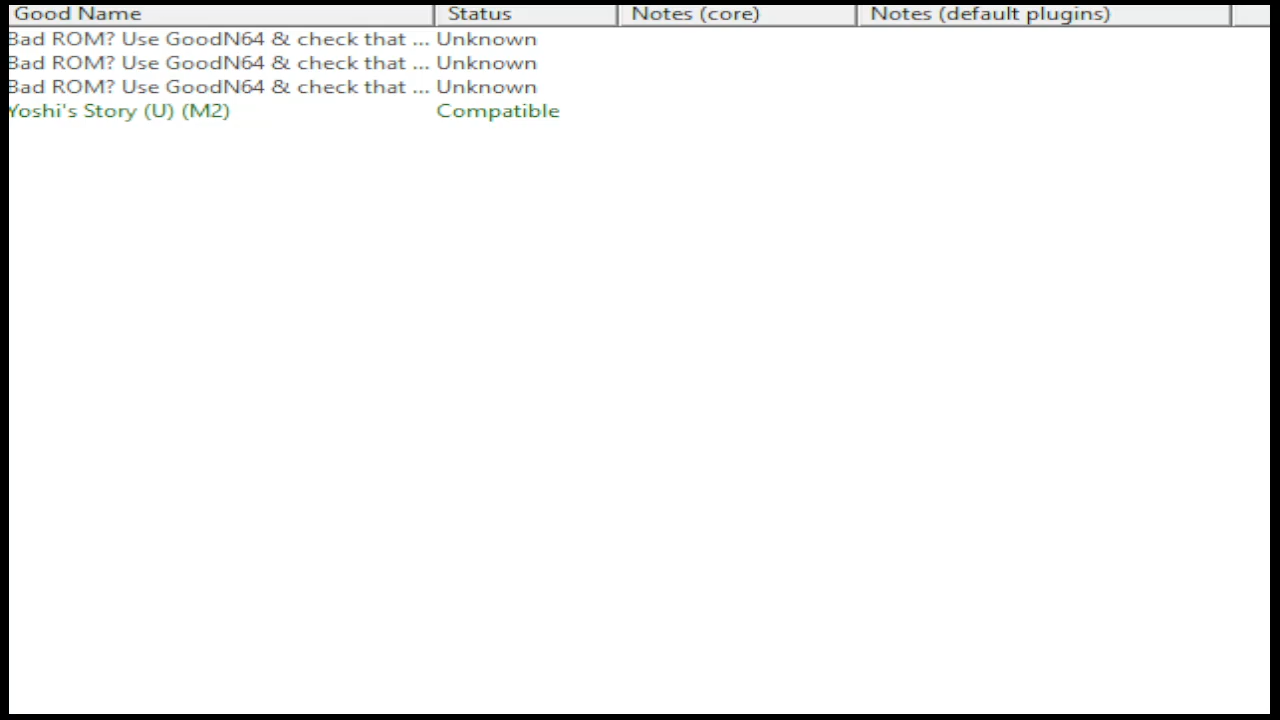 Good Name Status Notes (core) Notes (default plugins)
Bad ROM? Use GoodN64 & check that ... Unknown
Bad ROM? Use GoodN64 & check that ... Unknown
Bad ROM? Use GoodN64 & check that ... Unknown
Yoshi's Story (U) (M2) Compatible